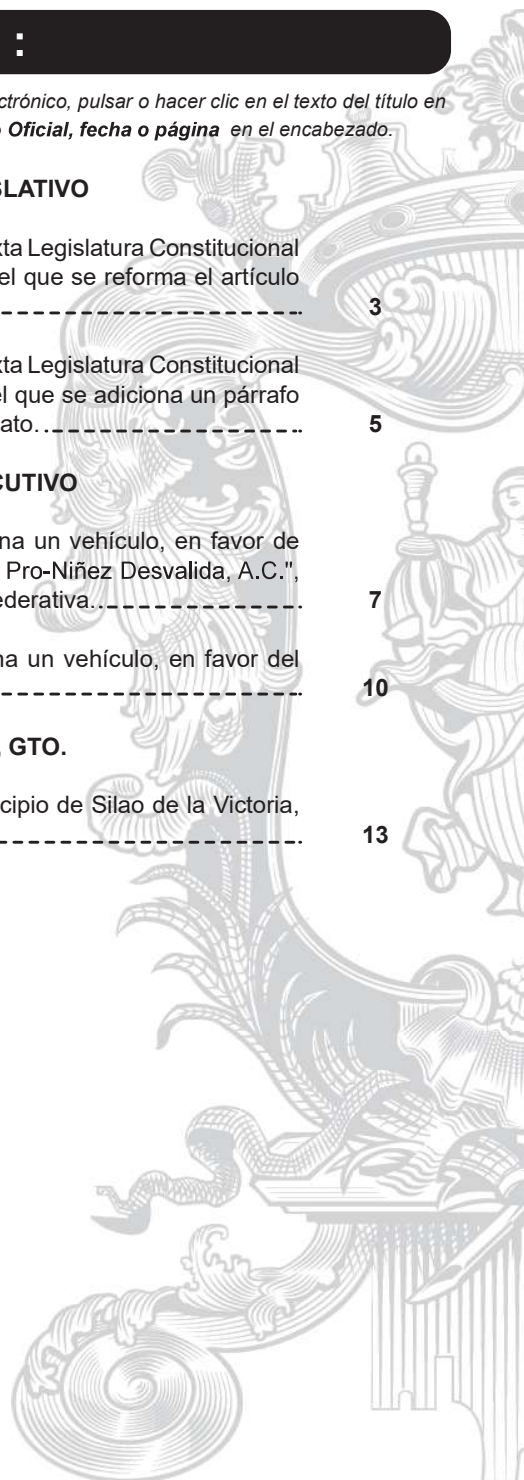 :
ctrónico, pulsar o hacer clic en el texto del título en
o Oficial, fecha o página en el encabezado.
SLATIVO
xta Legislatura Constitucional
el que se reforma el artículo
3
xta Legislatura Constitucional
el que se adiciona un párrafo
ato. 5
CUTIVO
na un vehículo, en favor de
Pro-Niñez Desvalida, A.C.",
ederativa. 7
na un vehículo, en favor del
10
, GTO.
cipio de Silao de la Victoria,
13